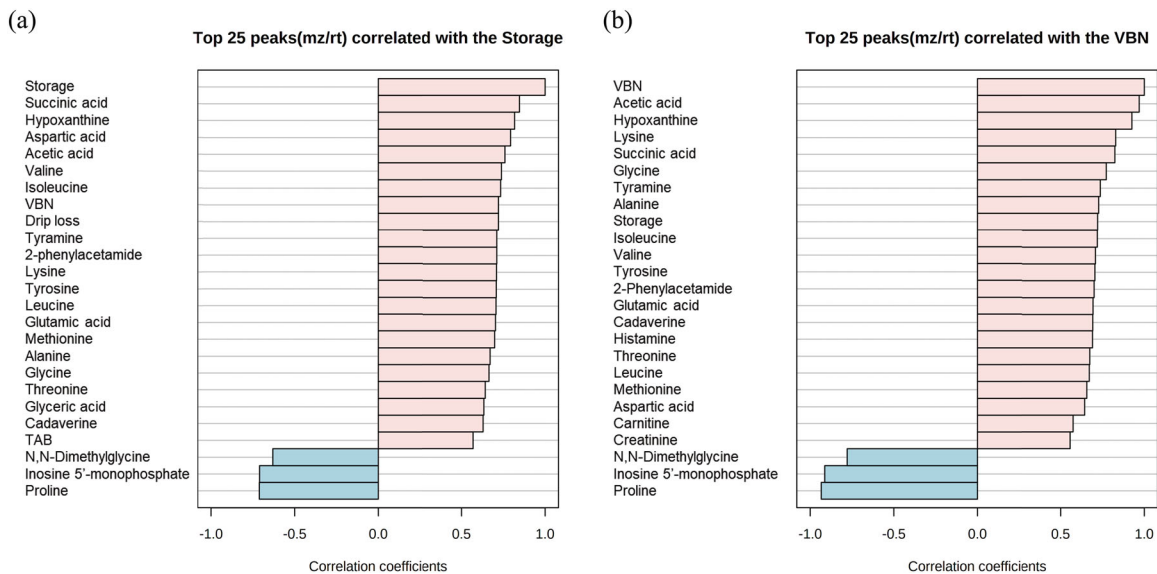 (a)
Top 25 peaks(mz/rt) correlated with the Storage
Storage
Succinic acid
Hypoxanthine
Aspartic acid
Acetic acid
Valine
Isoleucine
VBN
Drip loss
Tyramine
2-phenylacetamide
Lysine
Tyrosine
Leucine
Glutamic acid
Methionine
Alanine
Glycine
Threonine
Glyceric acid
Cadaverine
TAB
N,N-Dimethylglycine
Inosine 5'-monophosphate
Proline
-1.0 -0.5 0.0 0.5 1.0
Correlation coefficients
(b)
Top 25 peaks(mz/rt) correlated with the VBN
VBN
Acetic acid
Hypoxanthine
Lysine
Succinic acid
Glycine
Tyramine
Alanine
Storage
Isoleucine
Valine
Tyrosine
2-Phenylacetamide
Glutamic acid
Cadaverine
Histamine
Threonine
Leucine
Methionine
Aspartic acid
Carnitine
Creatinine
N,N-Dimethylglycine
Inosine 5'-monophosphate
Proline
-1.0 -0.5 0.0 0.5 1.0
Correlation coefficients